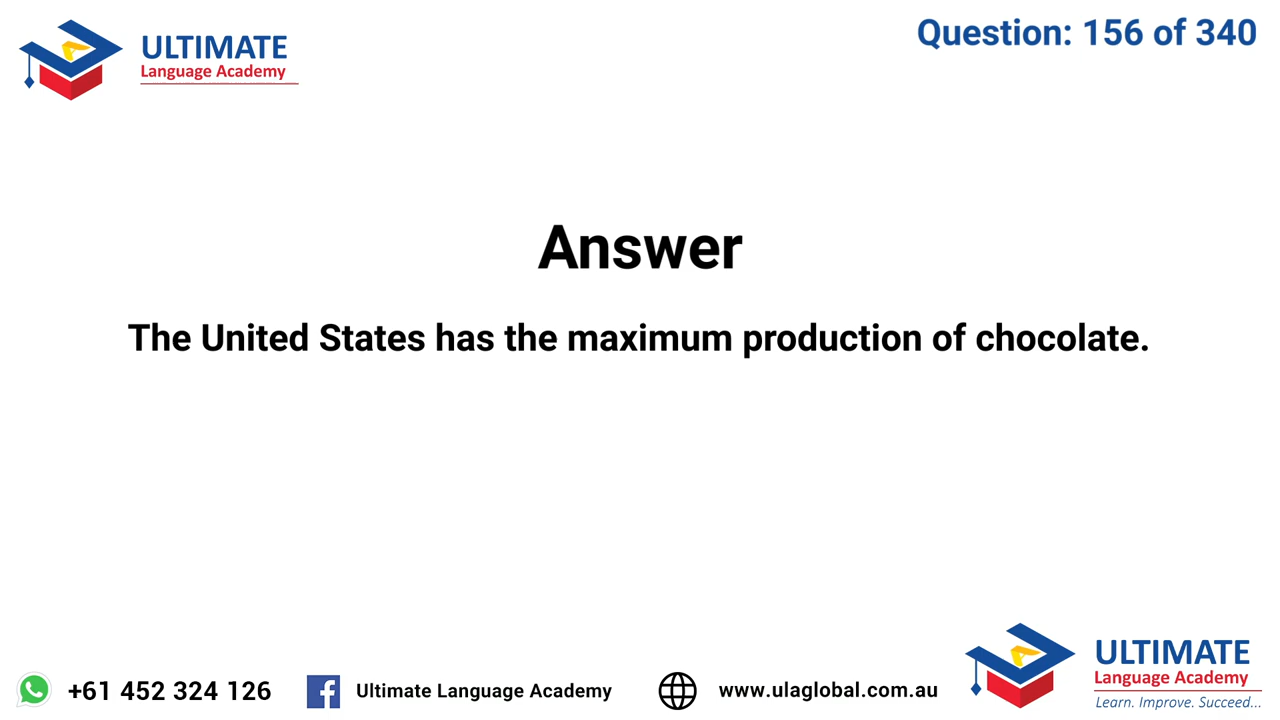 ULTIMATE
Language Academy
Question: 156 of 340
Answer
The United States has the maximum production of chocolate.
+61 452 324 126
Ultimate Language Academy
www.ulaglobal.com.au
ULTIMATE
Language Academy
Learn. Improve. Succeed...